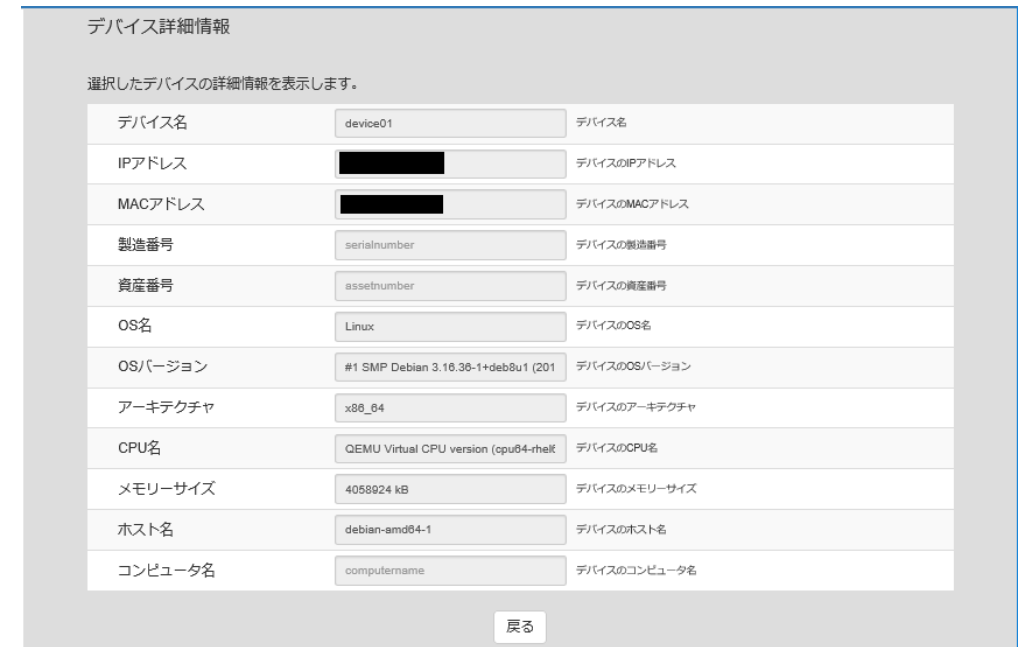 デバイス詳細情報
選択したデバイスの詳細情報を表示します。
デバイス名 device01 デバイス名
IPアドレス デバイスのIPアドレス
MACアドレス デバイスのMACアドレス
製造番号 serialnumber デバイスの製造番号
資産番号 assetnumber デバイスの資産番号
OS名 Linux デバイスのOS名
OSバージョン #1 SMP Debian 3.16.36-1+deb8u1 (201 デバイスのOSバージョン
アーキテクチャ x86_64 デバイスのアーキテクチャ
CPU名 QEMU Virtual CPU version (cpu64-rhel6 デバイスのCPU名
メモリーサイズ 4058924 kB デバイスのメモリーサイズ
ホスト名 debian-amd64-1 デバイスのホスト名
コンピュータ名 computername デバイスのコンピュータ名
戻る